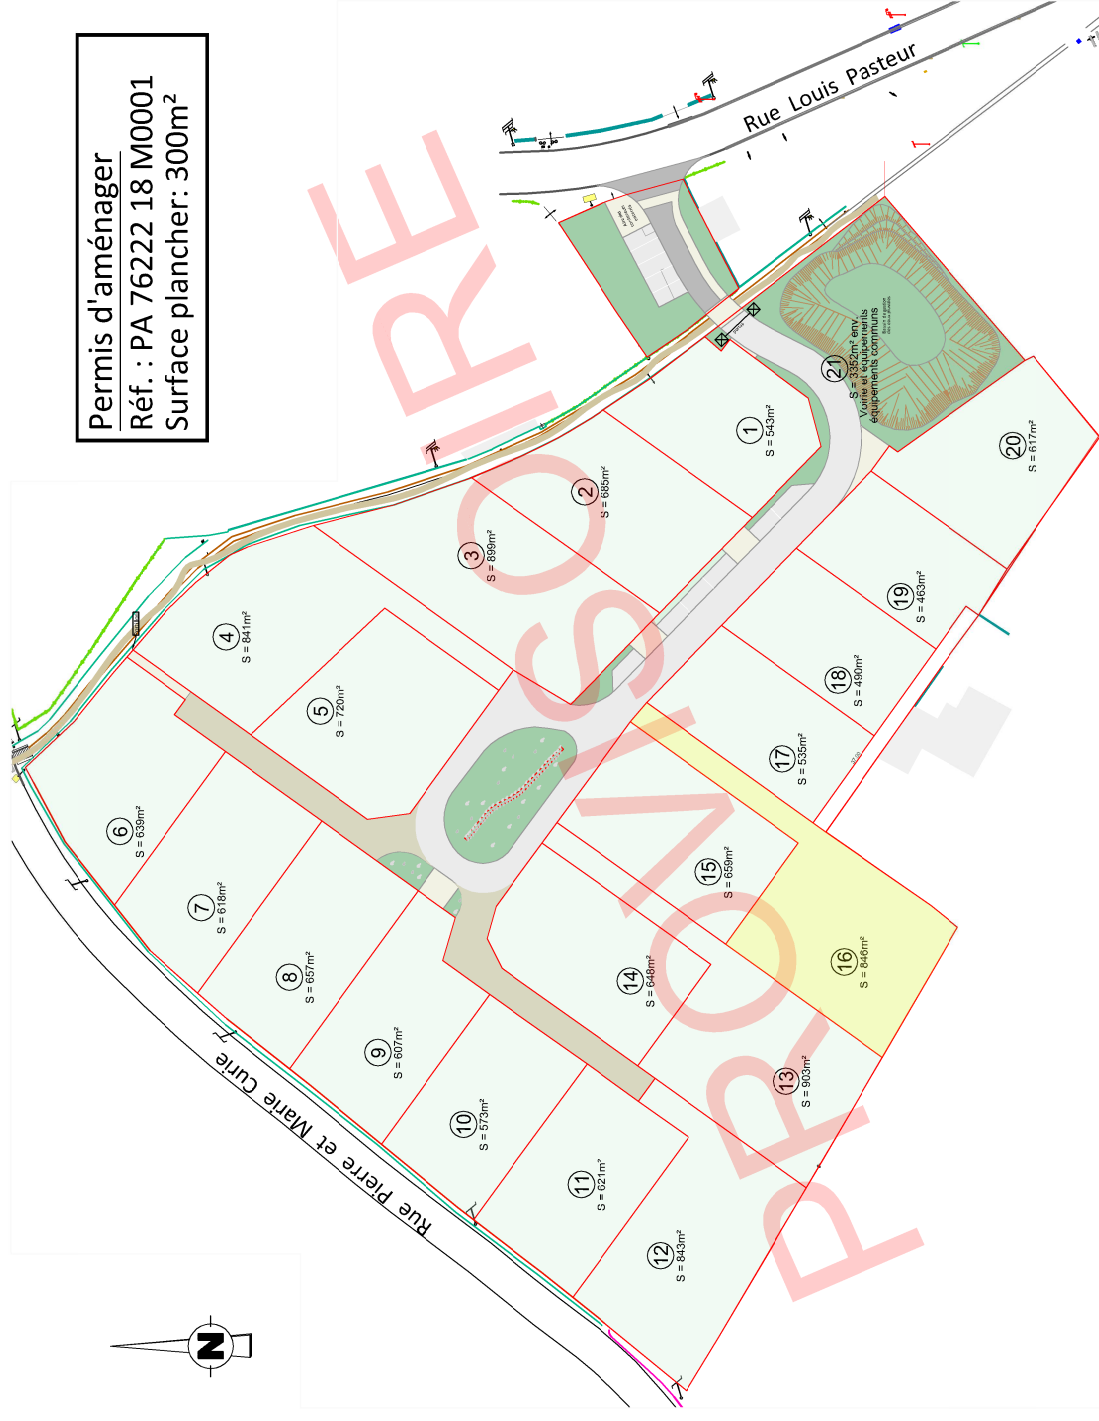 Permis d'aménager
Réf. : PA 76222 18 M0001
Surface plancher: 300m²
Rue Louis Pasteur
PROVISOIRE
1
S = 543m²
2
S = 685m²
3
S = 899m²
4
S = 841m²
5
S = 720m²
6
S = 639m²
7
S = 618m²
8
S = 657m²
9
S = 607m²
10
S = 573m²
11
S = 621m²
12
S = 843m²
13
S = 903m²
14
S = 648m²
15
S = 659m²
16
S = 846m²
17
S = 535m²
18
S = 490m²
19
S = 463m²
20
S = 617m²
21
S = 3352m² env.
Voirie et équipements
équipements communs
Rue Pierre et Marie Curie
N